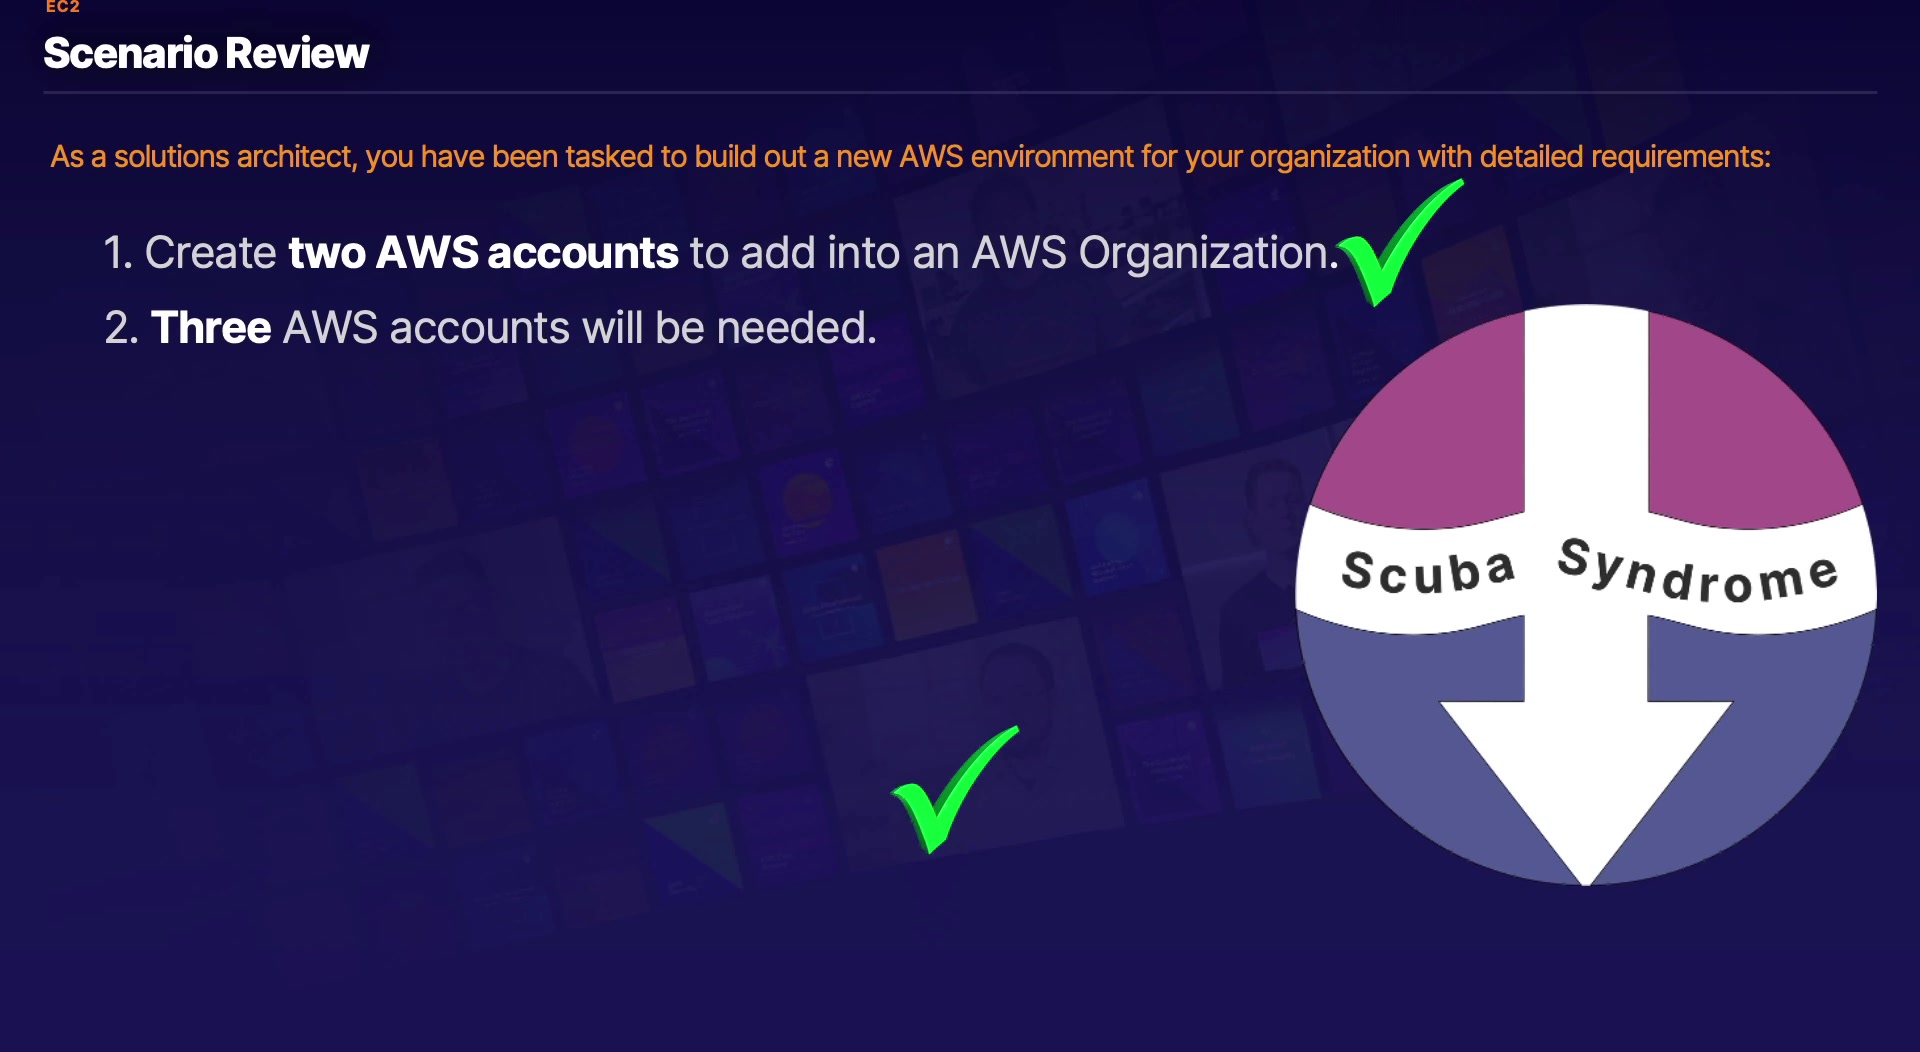 EC2
Scenario Review
As a solutions architect, you have been tasked to build out a new AWS environment for your organization with detailed requirements:
1. Create two AWS accounts to add into an AWS Organization.
2. Three AWS accounts will be needed.
Scuba Syndrome